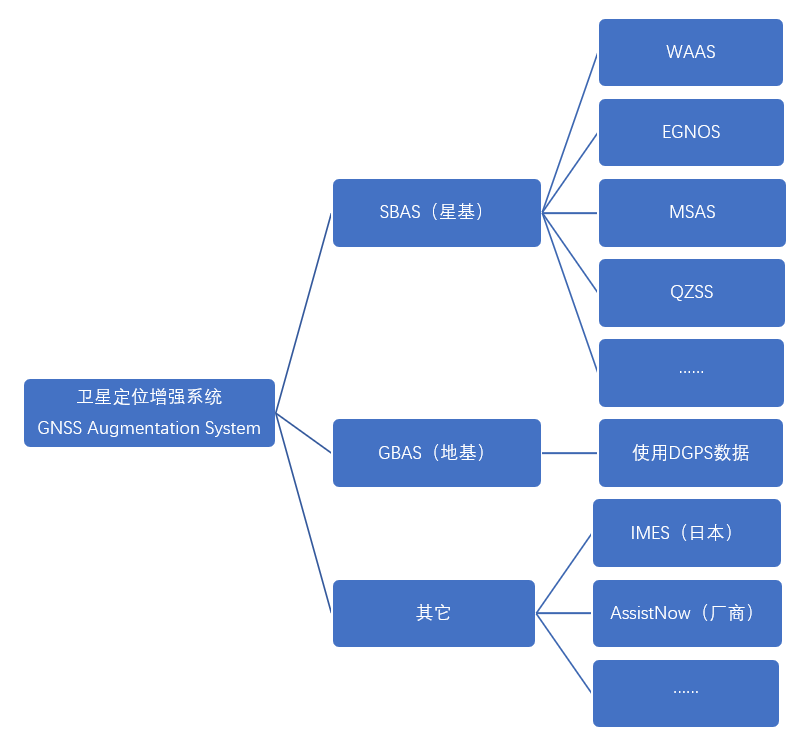 卫星定位增强系统
GNSS Augmentation System
SBAS（星基）
WAAS
EGNOS
MSAS
QZSS
……
GBAS（地基）
使用DGPS数据
其它
IMES（日本）
AssistNow（厂商）
……